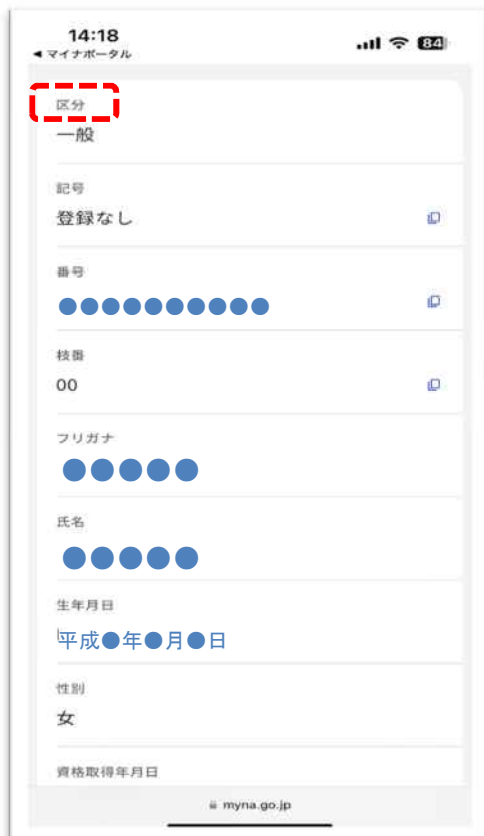 14:18
84
◀ マイナポータル
区分
一般
記号
登録なし
番号
●●●●●●●●●●
枝番
00
フリガナ
●●●●●
氏名
●●●●●
生年月日
平成●年●月●日
性別
女
資格取得年月日
myna.go.jp